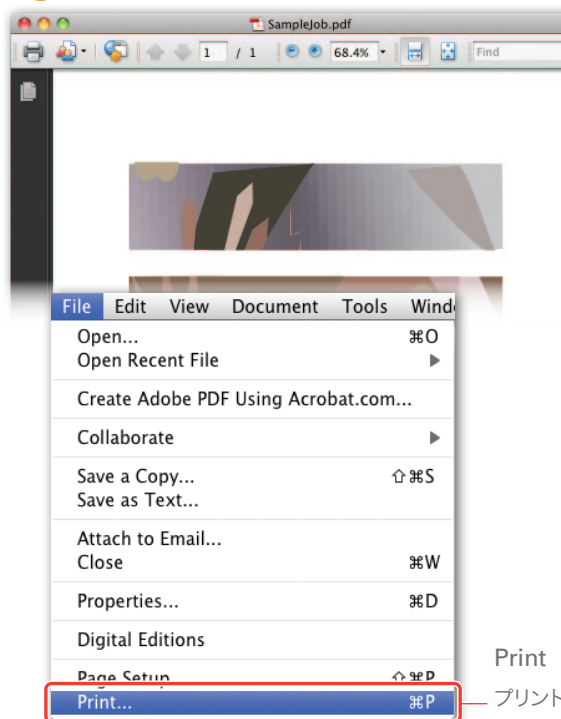 SampleJob.pdf
1 / 1 68.4% Find
File Edit View Document Tools
Open... ⌘O
Open Recent File ▶
Create Adobe PDF Using Acrobat.com...
Collaborate ▶
Save a Copy... ⇧⌘S
Save as Text...
Attach to Email...
Close ⌘W
Properties... ⌘D
Digital Editions
Page Setup ⇧⌘P
Print... ⌘P
Print
プリント